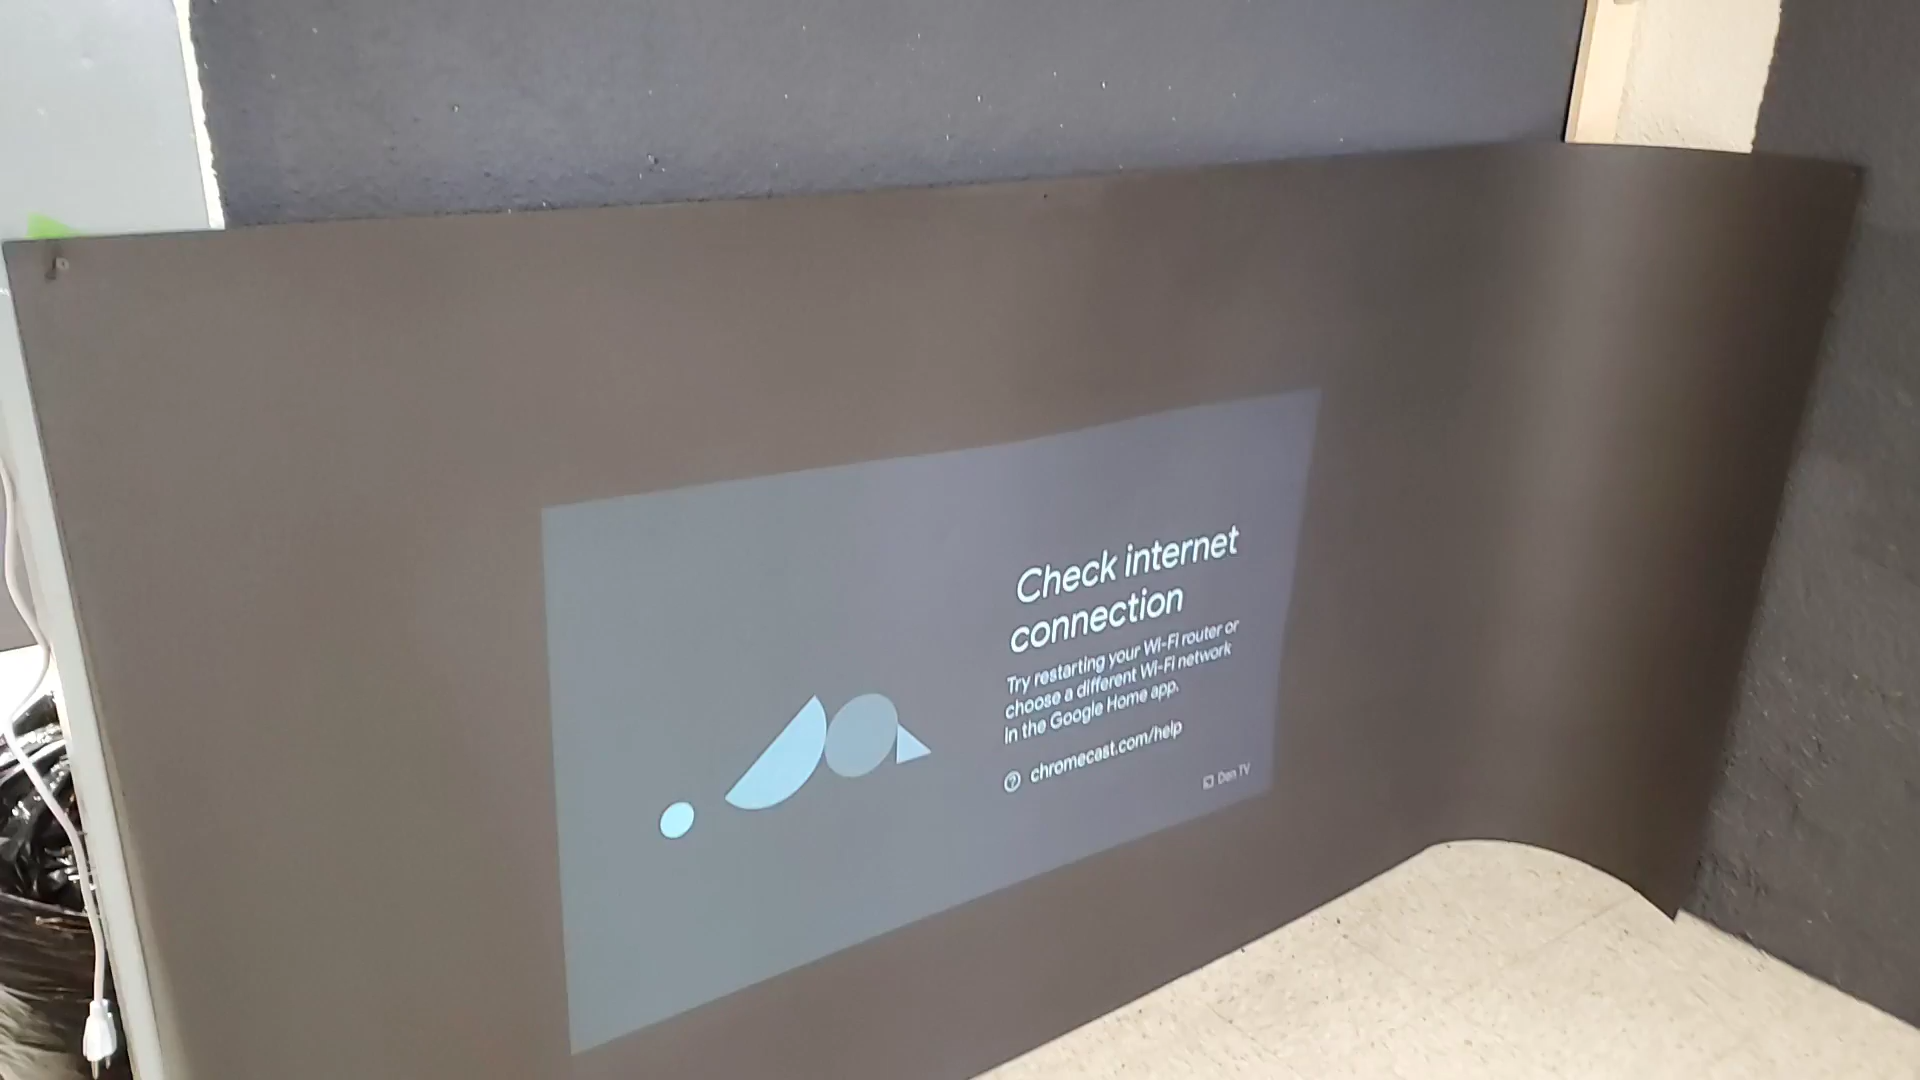 Check internet
connection
Try restarting your Wi-Fi router or
choose a different Wi-Fi network
in the Google Home app.
? chromecast.com/help
Den TV